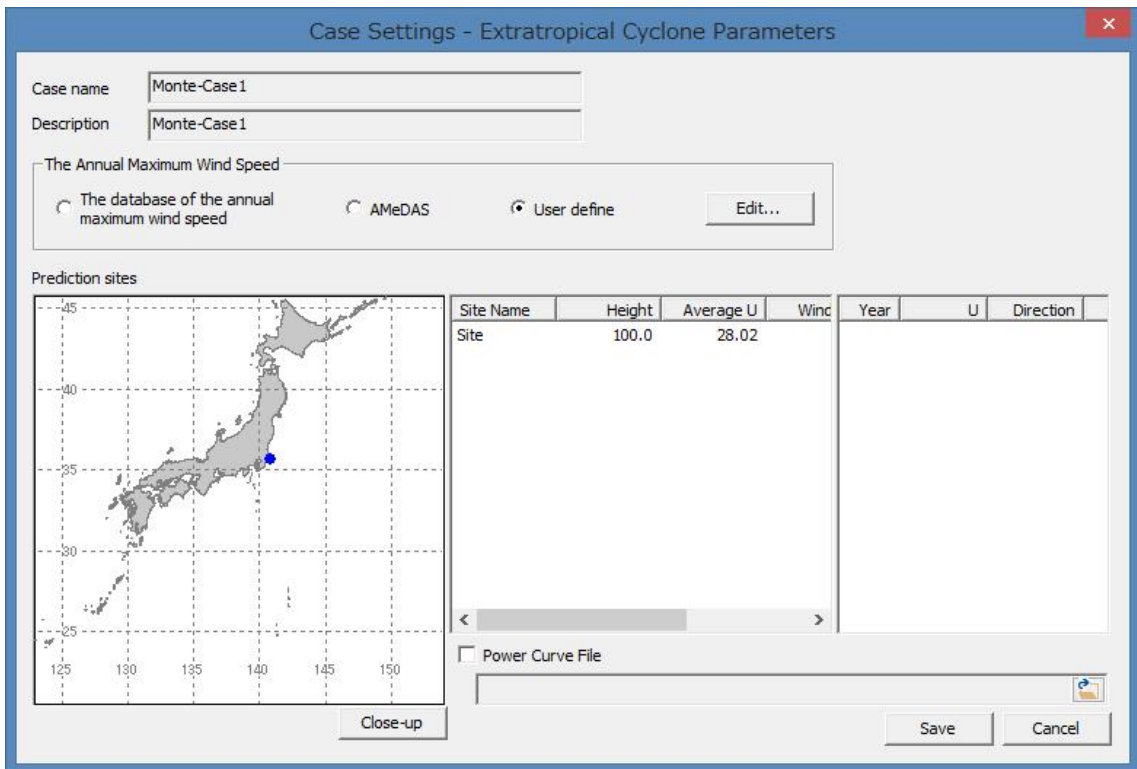 Case Settings - Extratropical Cyclone Parameters
Case name Monte-Case1
Description Monte-Case1
The Annual Maximum Wind Speed
The database of the annual
maximum wind speed
AMeDAS
User define
Edit...
Prediction sites
45
40
35
30
25
125 130 135 140 145 150
Site Name Height Average U Wind
Site 100.0 28.02
Year U Direction
Power Curve File
Close-up
Save Cancel